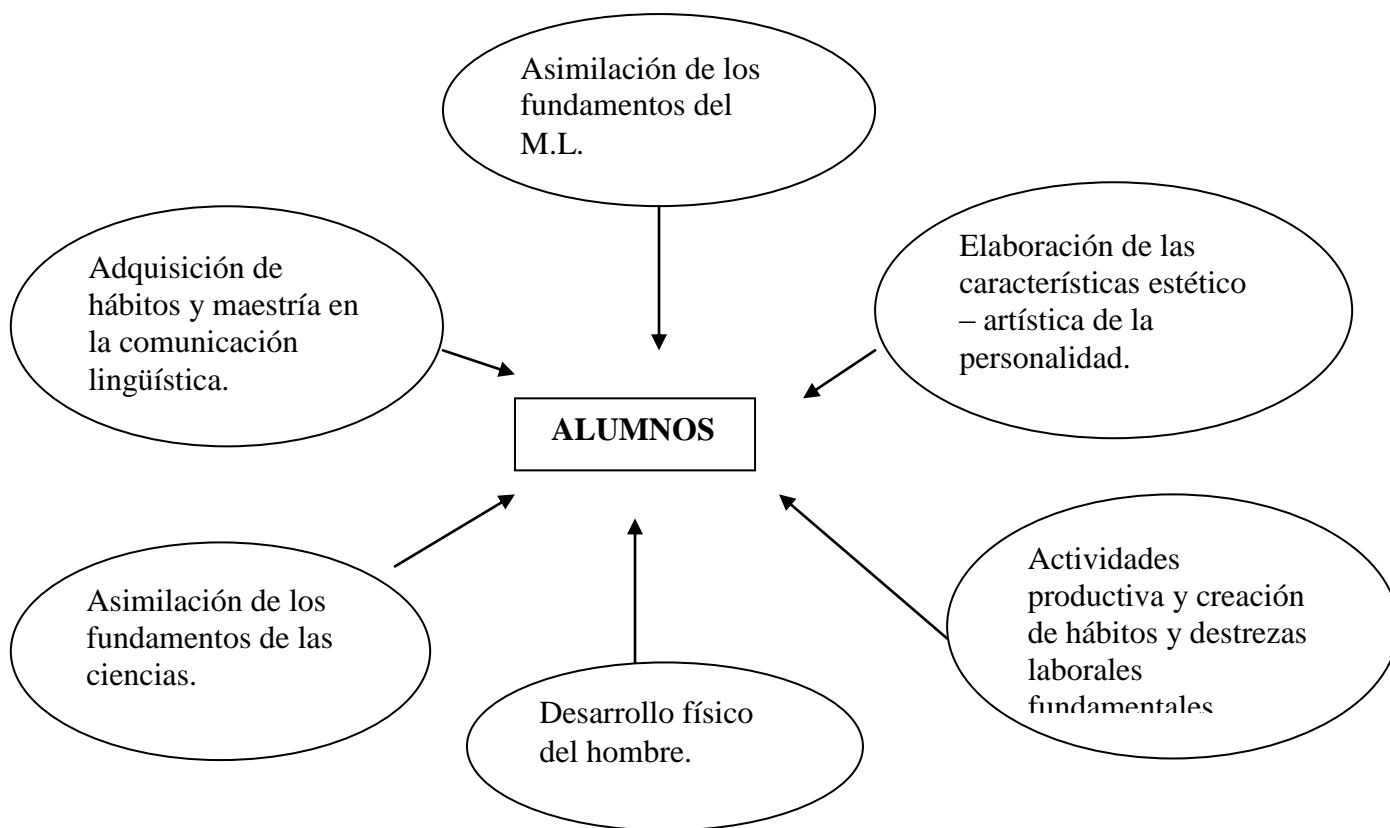 Asimilación de los
fundamentos del
M.L.
Adquisición de
hábitos y maestría en
la comunicación
lingüística.
Elaboración de las
características estético
– artística de la
personalidad.
ALUMNOS
Asimilación de los
fundamentos de las
ciencias.
Desarrollo físico
del hombre.
Actividades
productiva y creación
de hábitos y destrezas
laborales
fundamentales